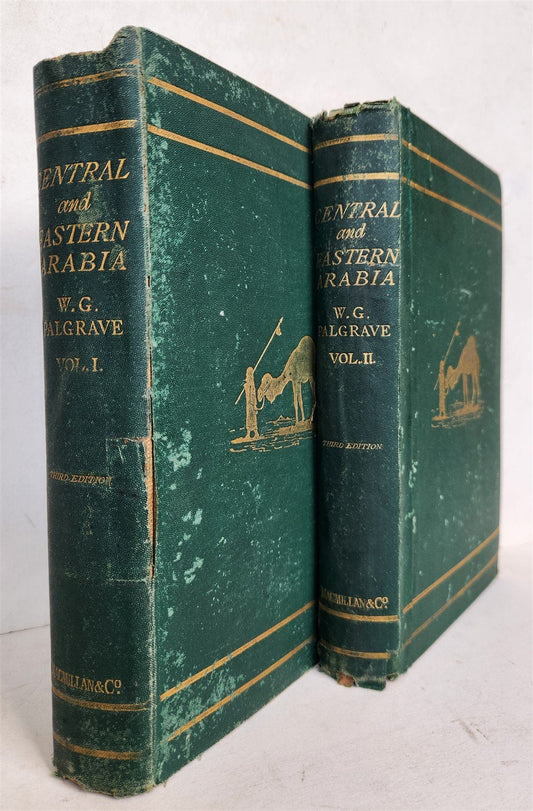 CENTRAL
and
EASTERN
ARABIA
W. G.
PALGRAVE
VOL. I.
THIRD EDITION
MACMILLAN & Co.
CENTRAL
and
EASTERN
ARABIA
W. G.
PALGRAVE
VOL. II.
THIRD EDITION
MACMILLAN & Co.